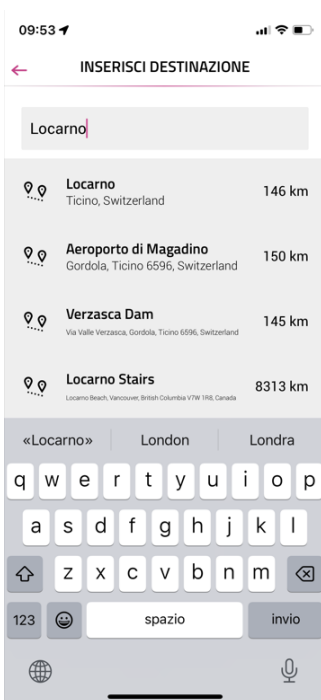 09:53
INSERISCI DESTINAZIONE
Locarno
Locarno
Ticino, Switzerland
146 km
Aeroporto di Magadino
Gordola, Ticino 6596, Switzerland
150 km
Verzasca Dam
Via Valle Verzasca, Gordola, Ticino 6596, Switzerland
145 km
Locarno Stairs
Locarno Beach, Vancouver, British Columbia V7W 1R8, Canada
8313 km
«Locarno» London Londra
q w e r t y u i o p
a s d f g h j k l
z x c v b n m
123 spazio invio